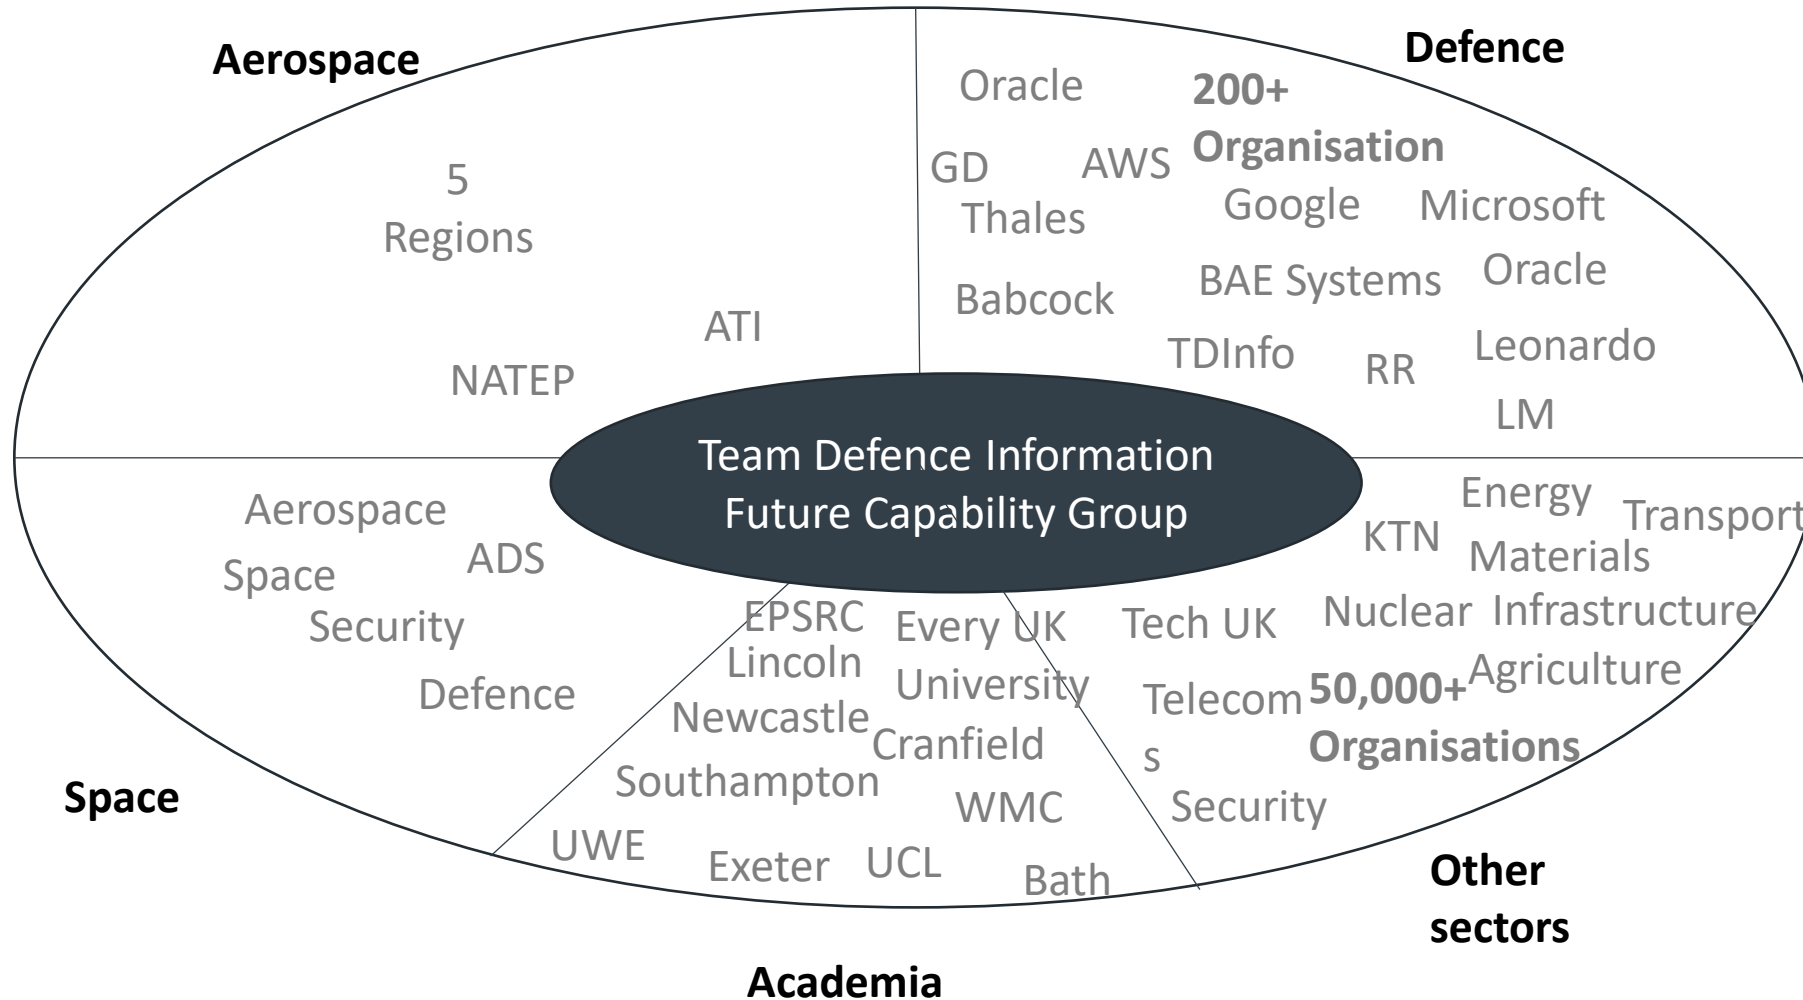 Aerospace
5
Regions
ATI
NATEP
Defence
Oracle
200+
Organisation
GD
AWS
Thales
Google
Microsoft
Babcock
BAE Systems
Oracle
TDInfo
RR
Leonardo
LM
Team Defence Information
Future Capability Group
Aerospace
ADS
Space
Security
Defence
Space
EPSRC
Lincoln
Newcastle
Southampton
UWE
Every UK
University
Cranfield
WMC
Exeter
UCL
Bath
Academia
Energy
Transport
KTN
Materials
Tech UK
Nuclear
Infrastructure
Agriculture
Telecom
s
50,000+
Organisations
Security
Other
sectors